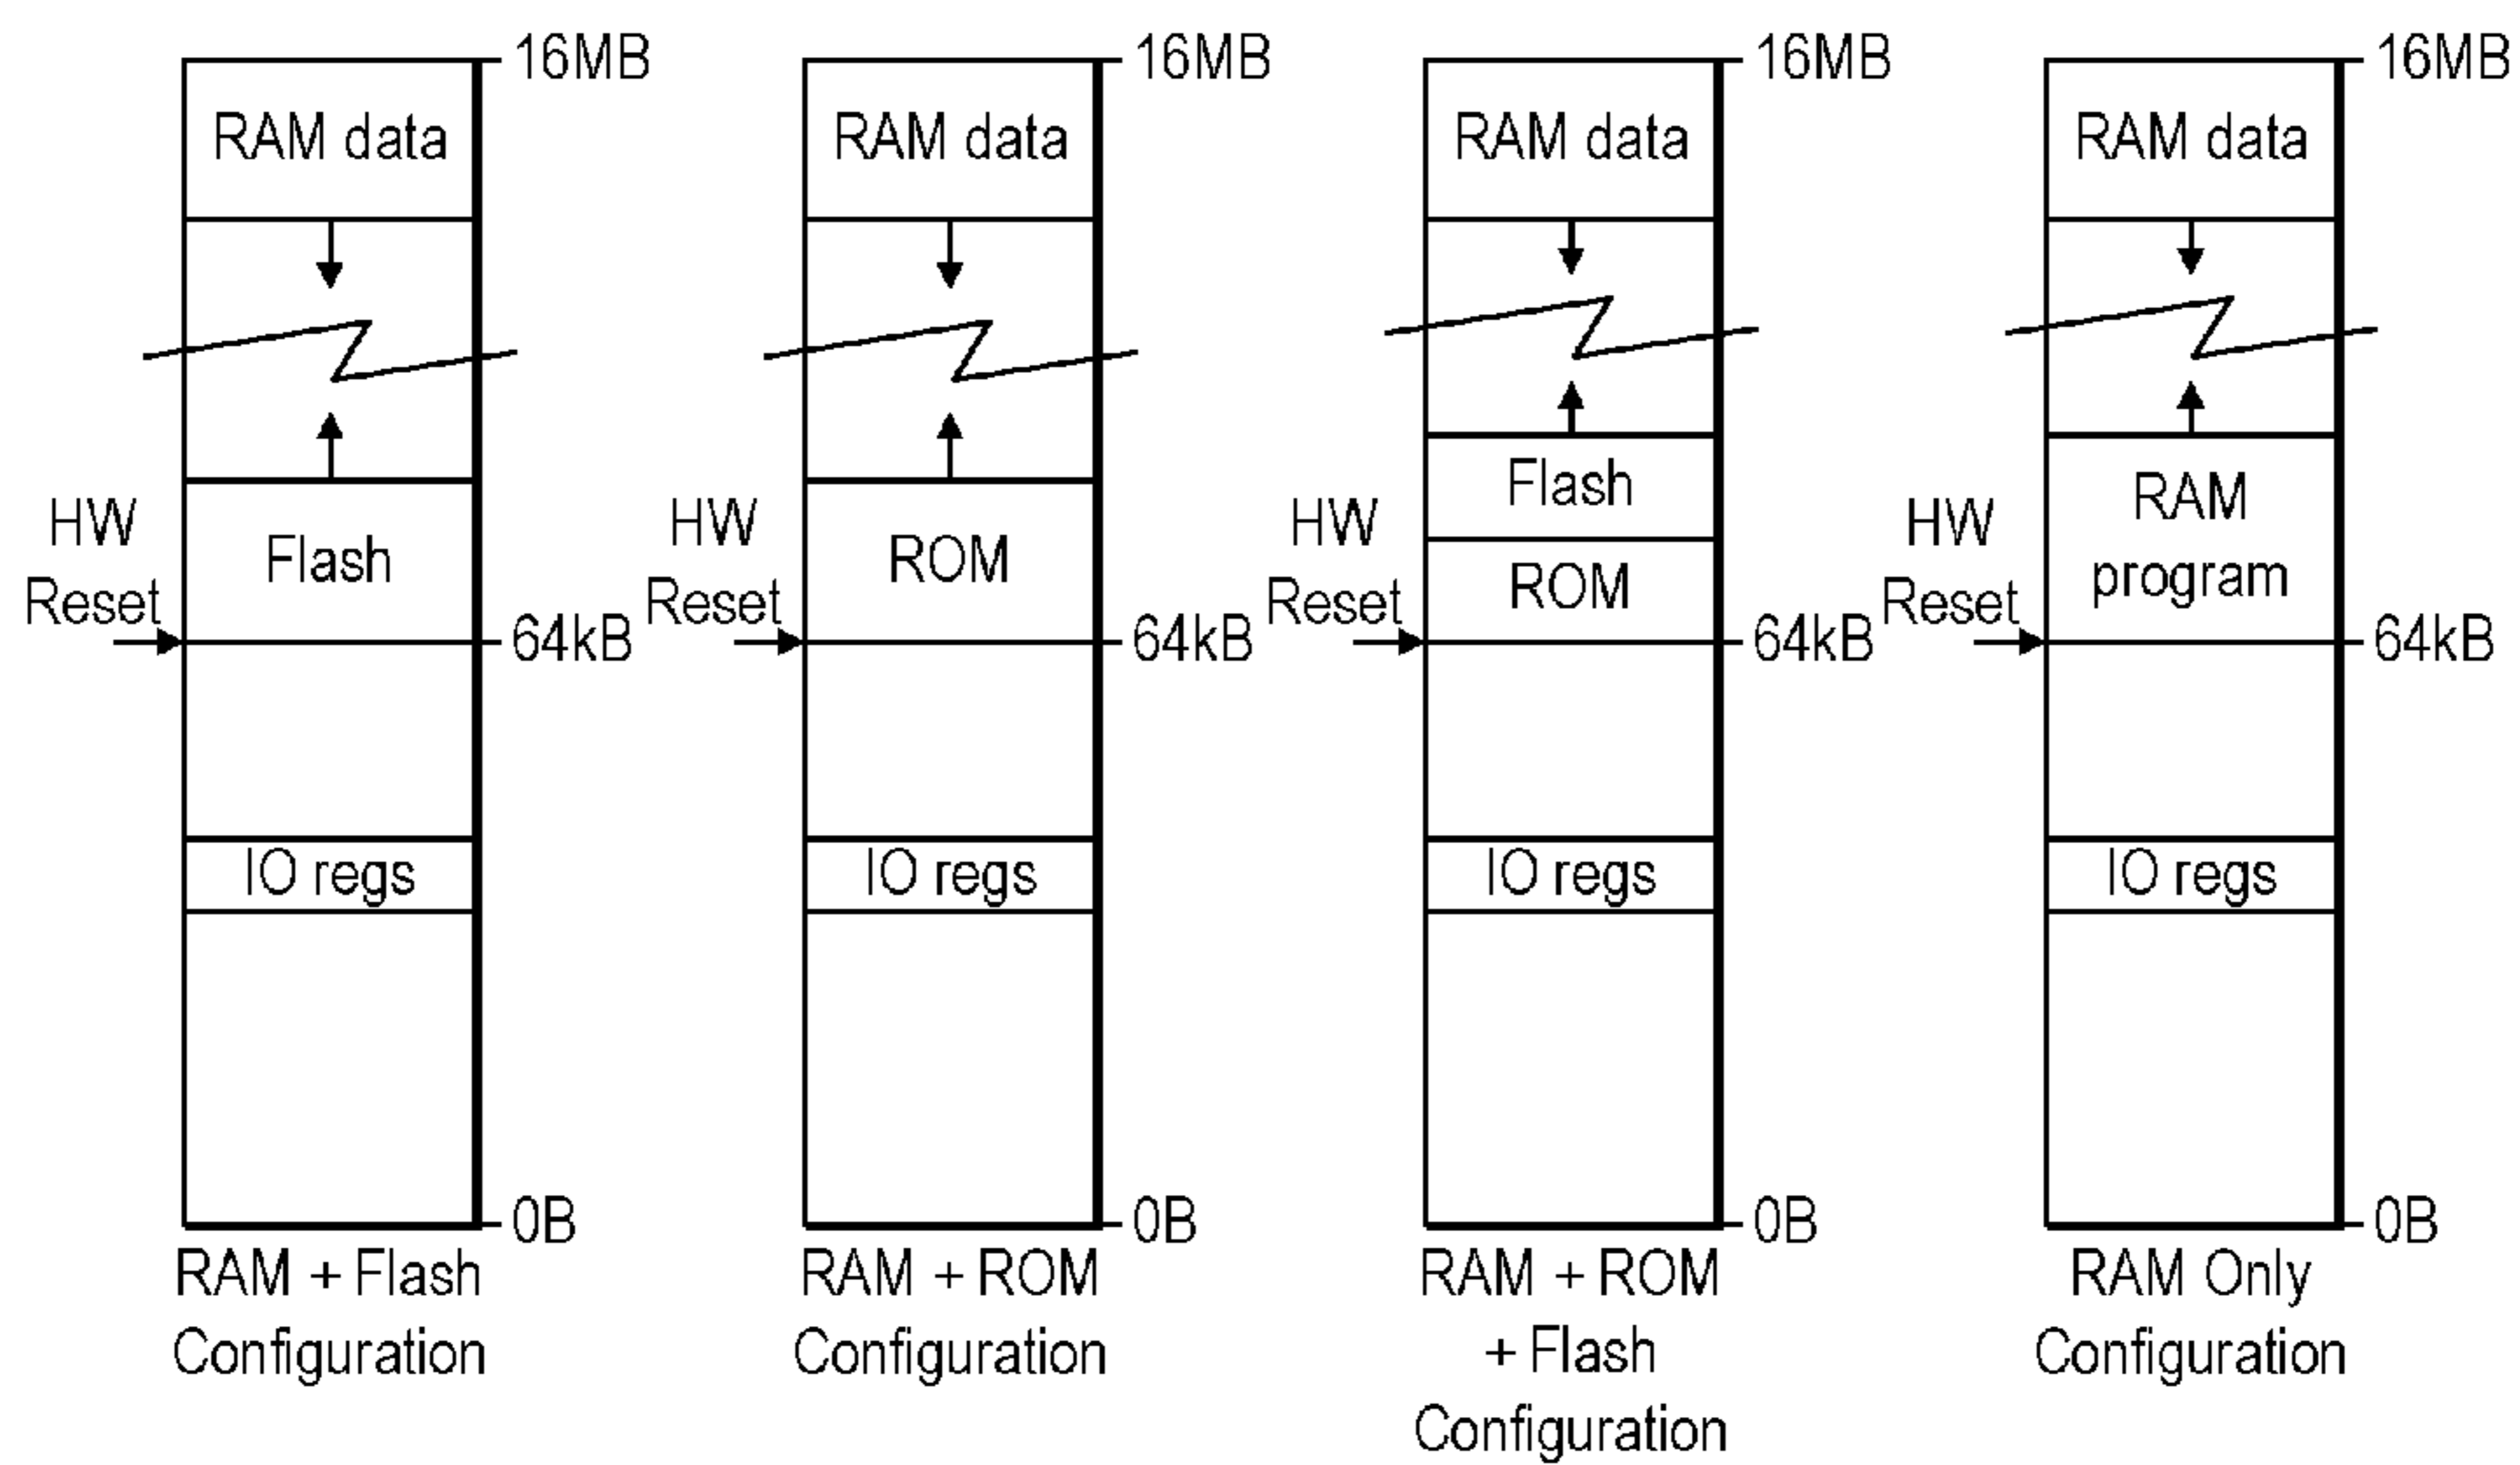 16MB
RAM data
Flash
HW
Reset
64kB
IO regs
0B
RAM + Flash
Configuration
16MB
RAM data
ROM
HW
Reset
64kB
IO regs
0B
RAM + ROM
Configuration
16MB
RAM data
Flash
HW
Reset
ROM
64kB
IO regs
0B
RAM + ROM
+ Flash
Configuration
16MB
RAM data
RAM
program
HW
Reset
64kB
IO regs
0B
RAM Only
Configuration